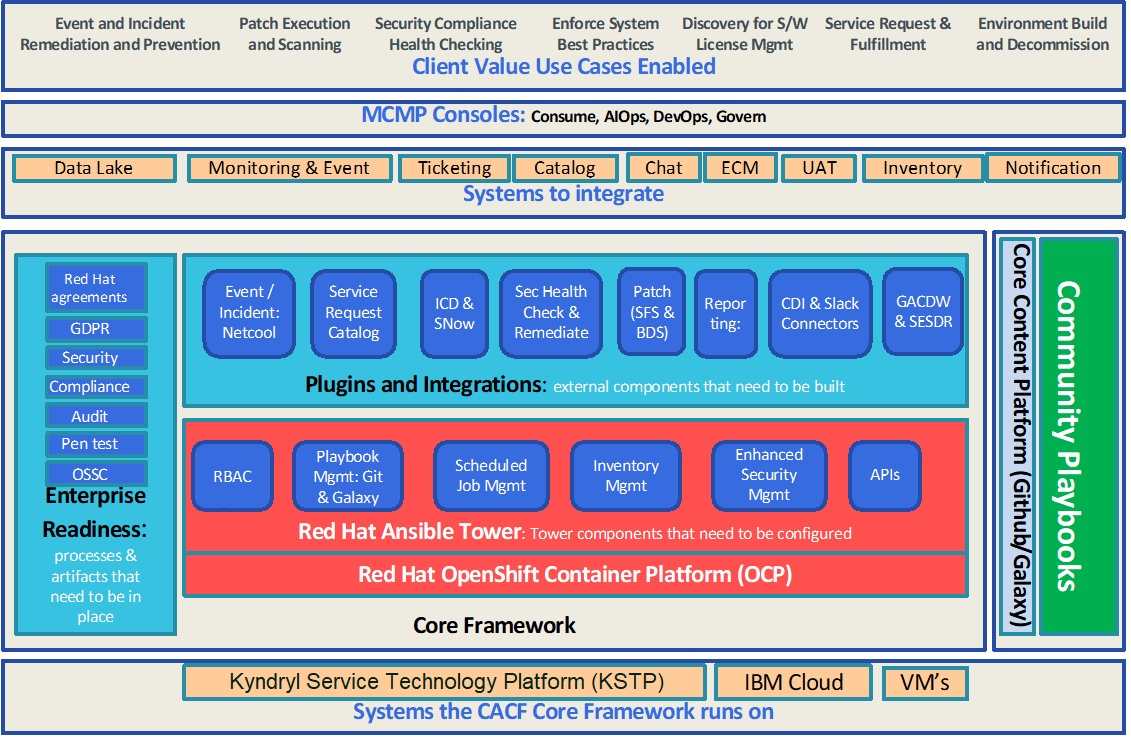 Event and Incident
Remediation and Prevention
Patch Execution
and Scanning
Security Compliance
Health Checking
Enforce System
Best Practices
Discovery for S/W
License Mgmt
Service Request &
Fulfillment
Environment Build
and Decommission
Client Value Use Cases Enabled
MCMP Consoles: Consume, AIOps, DevOps, Govern
Data Lake
Monitoring & Event
Ticketing
Catalog
Chat
ECM
UAT
Inventory
Notification
Systems to integrate
Red Hat
agreements
GDPR
Security
Compliance
Audit
Pen test
OSSC
Enterprise
Readiness:
processes &
artifacts that
need to be in
place
Event /
Incident:
Netcool
Service
Request
Catalog
ICD &
SNow
Sec Health
Check &
Remediate
Patch
(SFS &
BDS)
Repor
ting:
CDI & Slack
Connectors
GACDW
& SESDR
Plugins and Integrations: external components that need to be built
RBAC
Playbook
Mgmt: Git
& Galaxy
Scheduled
Job Mgmt
Inventory
Mgmt
Enhanced
Security
Mgmt
APIs
Red Hat Ansible Tower: Tower components that need to be configured
Red Hat OpenShift Container Platform (OCP)
Core Framework
Core Content Platform (Github/Galaxy)
Community Playbooks
Kyndryl Service Technology Platform (KSTP)
IBM Cloud
VM's
Systems the CACF Core Framework runs on